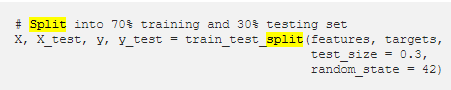 # Split into 70% training and 30% testing set
X, X_test, y, y_test = train_test_split(features, targets,
test_size = 0.3,
random_state = 42)